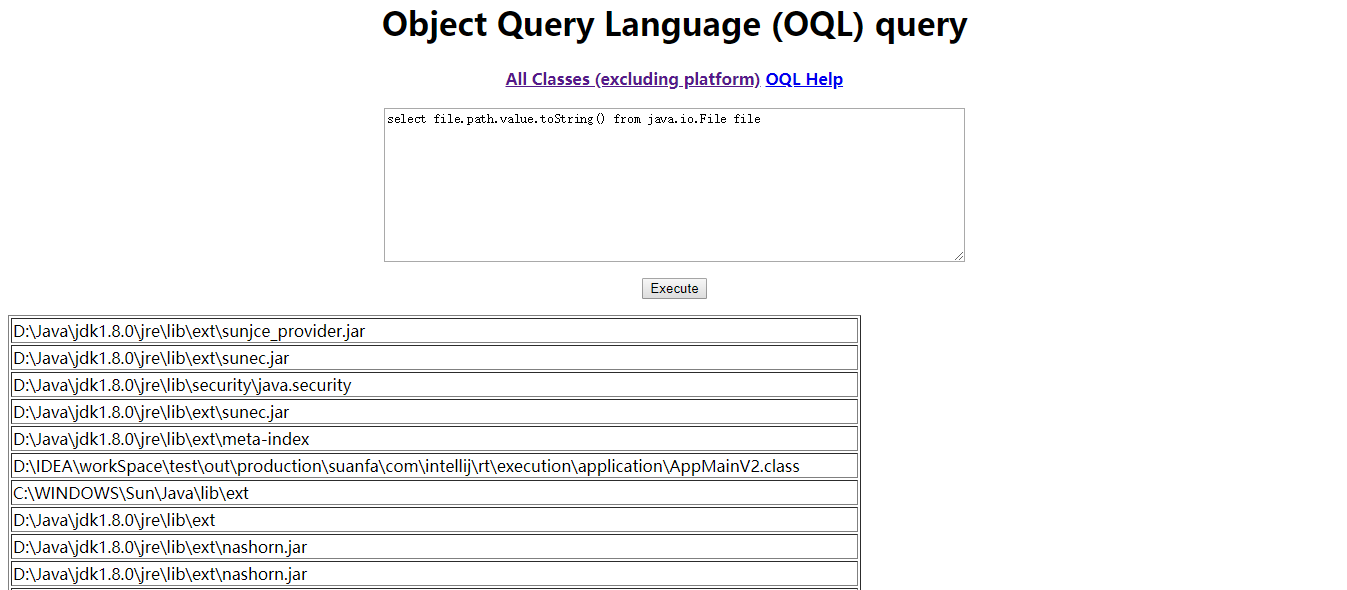 Object Query Language (OQL) query
All Classes (excluding platform) OQL Help
select file.path.value.toString() from java.io.File file
Execute
D:\Java\jdk1.8.0\jre\lib\ext\sunjce_provider.jar
D:\Java\jdk1.8.0\jre\lib\ext\sunec.jar
D:\Java\jdk1.8.0\jre\lib\security\java.security
D:\Java\jdk1.8.0\jre\lib\ext\sunec.jar
D:\Java\jdk1.8.0\jre\lib\ext\meta-index
D:\IDEA\workSpace\test\out\production\suanfa\com\intellij\rt\execution\application\AppMainV2.class
C:\WINDOWS\Sun\Java\lib\ext
D:\Java\jdk1.8.0\jre\lib\ext
D:\Java\jdk1.8.0\jre\lib\ext\nashorn.jar
D:\Java\jdk1.8.0\jre\lib\ext\nashorn.jar